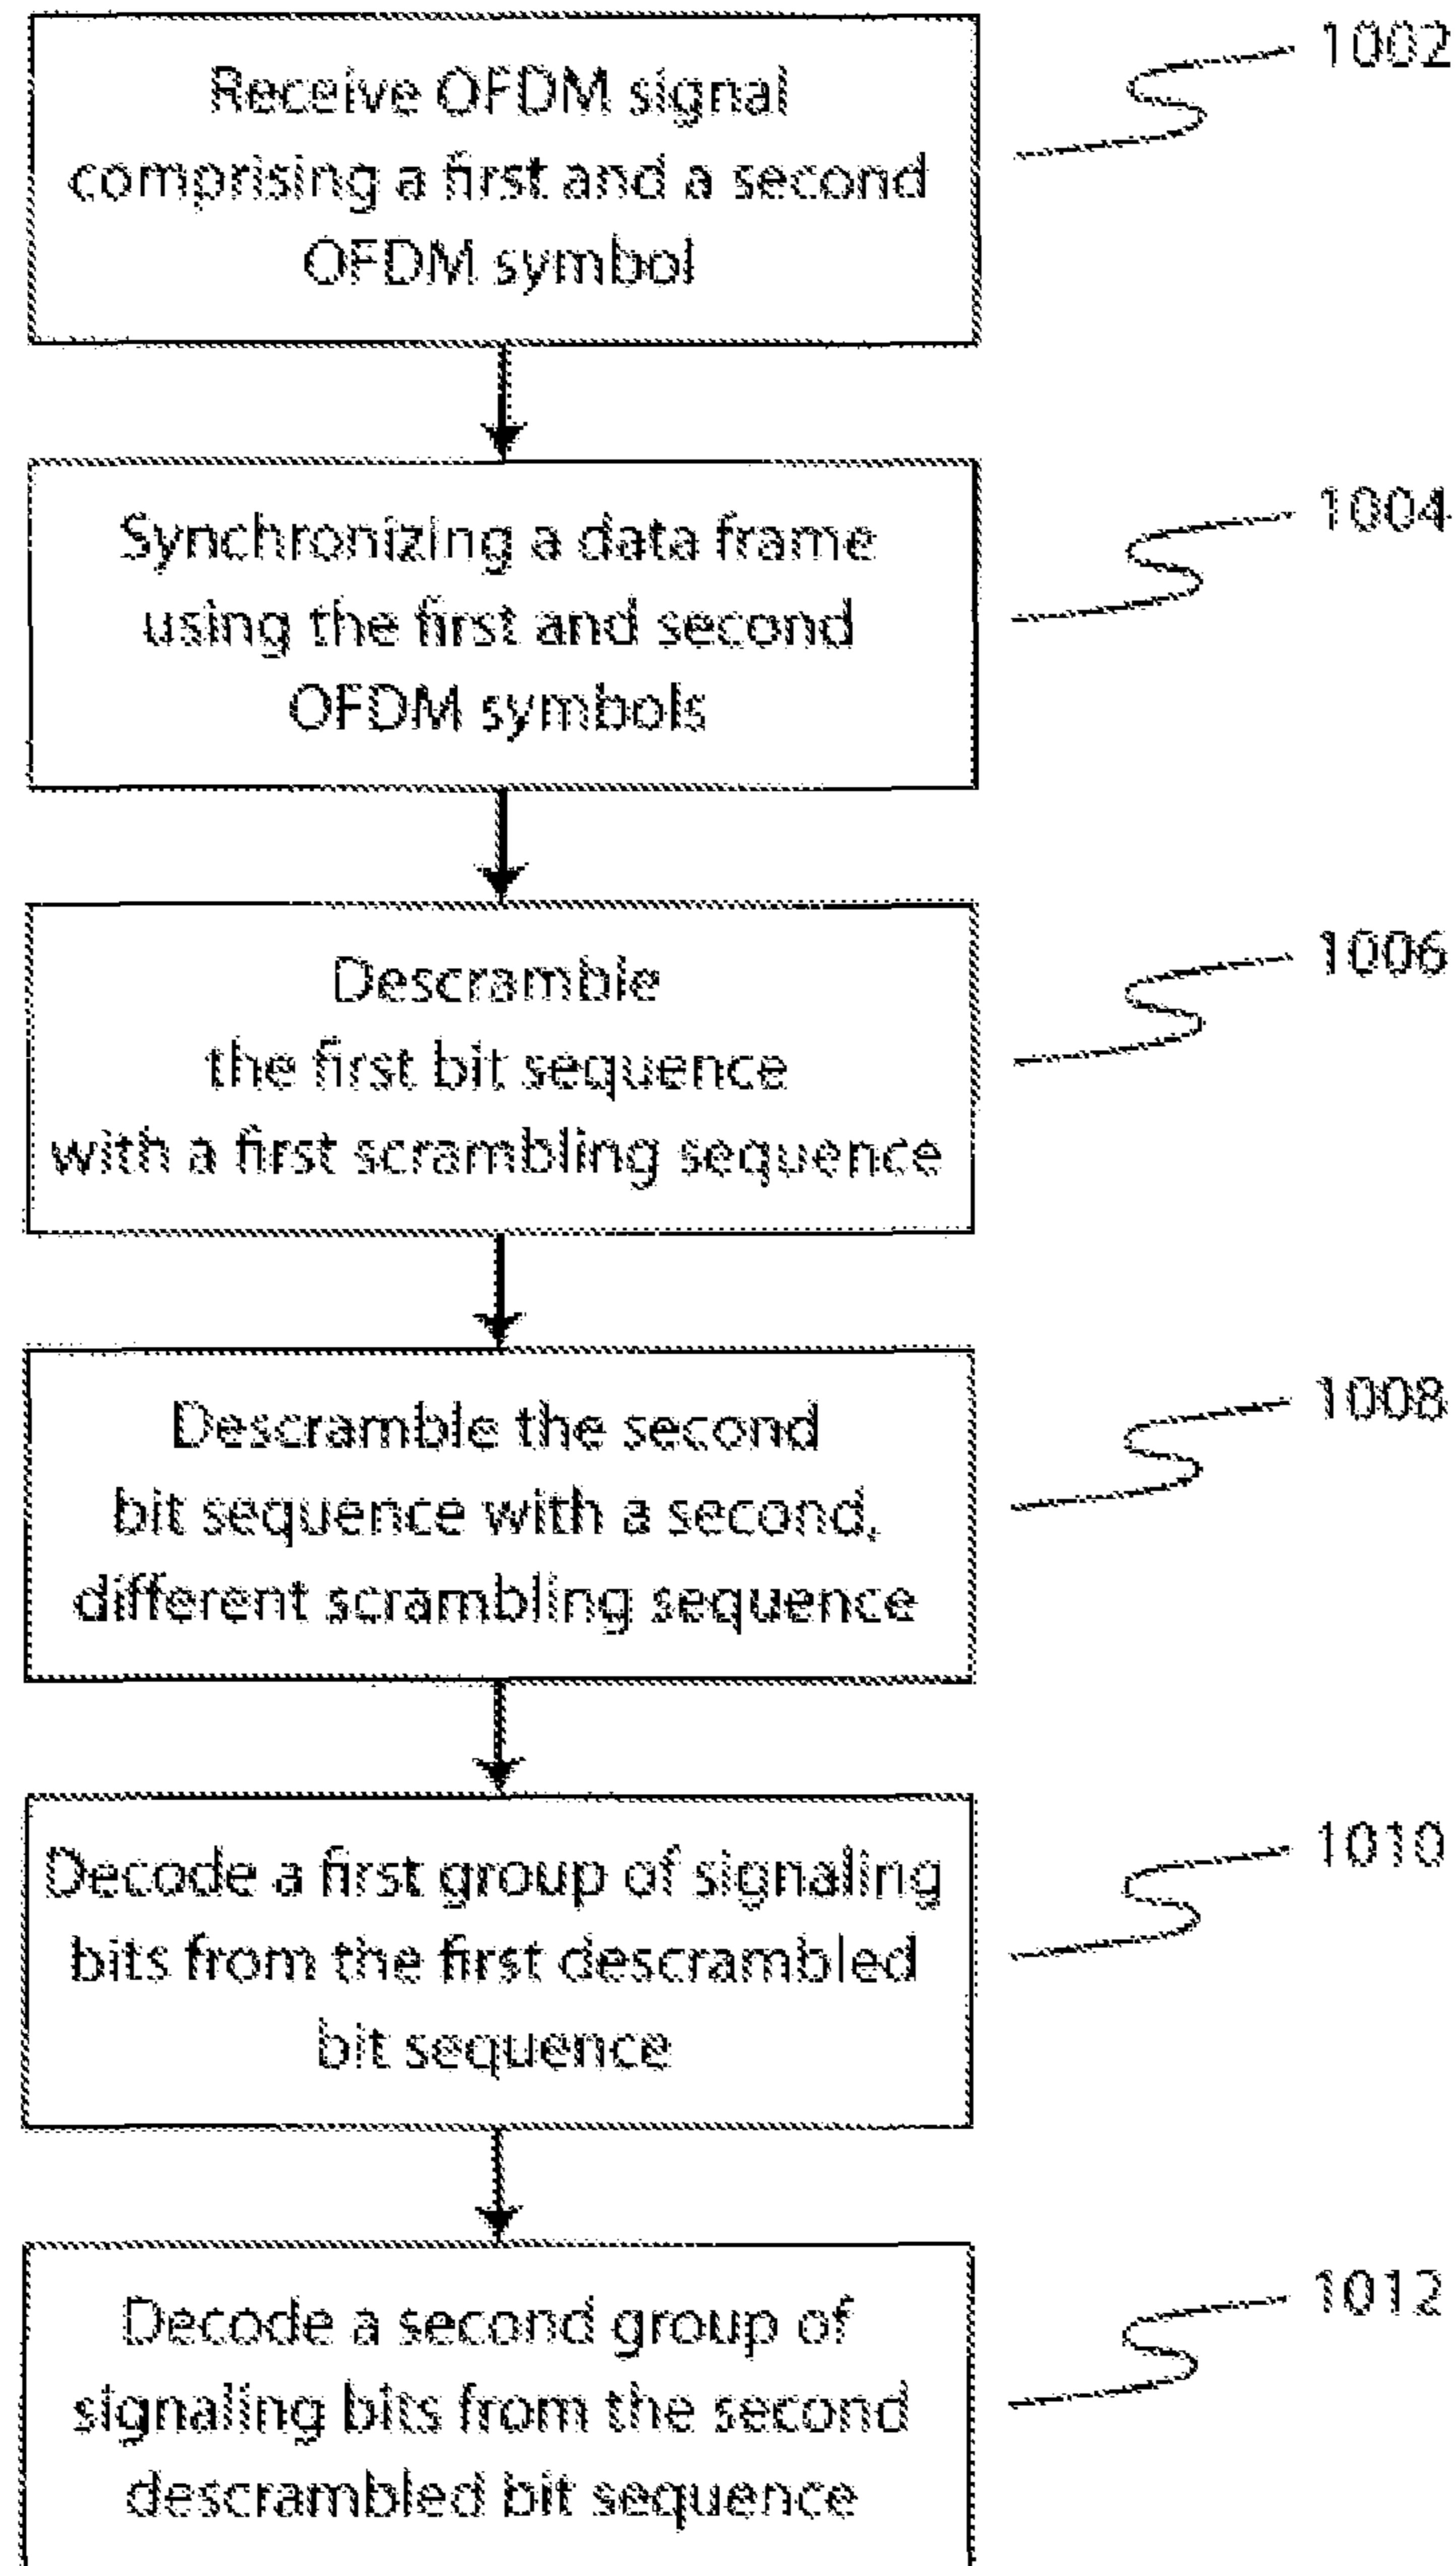 Receive OFDM signal
comprising a first and a second
OFDM symbol
1002
Synchronizing a data frame
using the first and second
OFDM symbols
1004
Descramble
the first bit sequence
with a first scrambling sequence
1006
Descramble the second
bit sequence with a second,
different scrambling sequence
1008
Decode a first group of signaling
bits from the first descrambled
bit sequence
1010
Decode a second group of
signaling bits from the second
descrambled bit sequence
1012